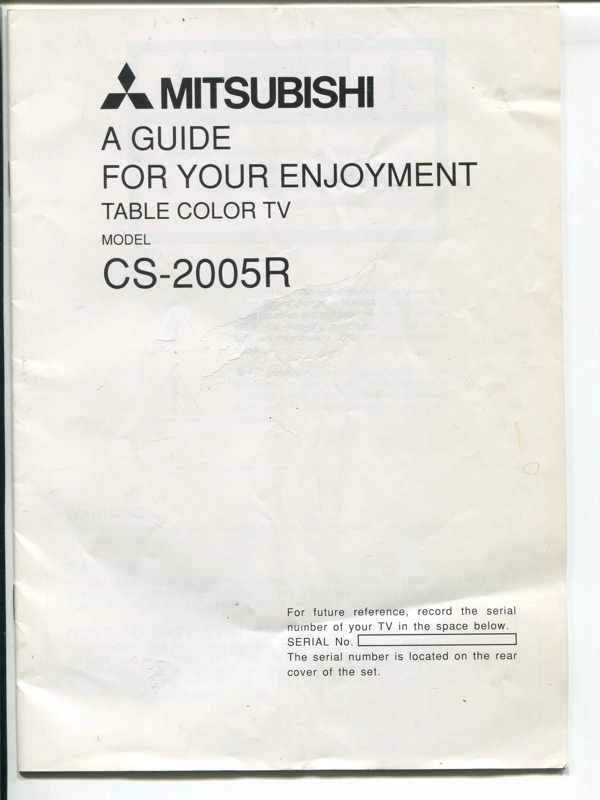 MITSUBISHI
A GUIDE
FOR YOUR ENJOYMENT
TABLE COLOR TV
MODEL
CS-2005R
For future reference, record the serial
number of your TV in the space below.
SERIAL No.
The serial number is located on the rear
cover of the set.